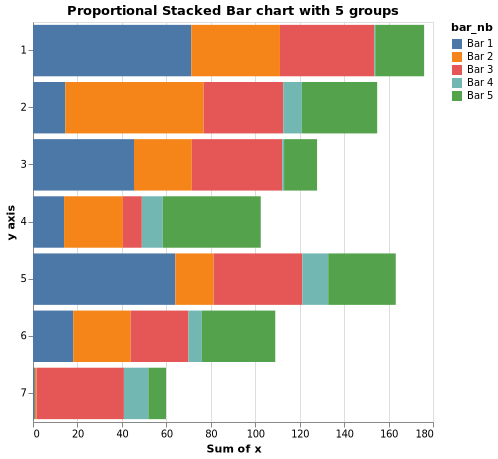 Proportional Stacked Bar chart with 5 groups
bar_nb
Bar 1
Bar 2
Bar 3
Bar 4
Bar 5
y axis
1
2
3
4
5
6
7
0 20 40 60 80 100 120 140 160 180
Sum of x